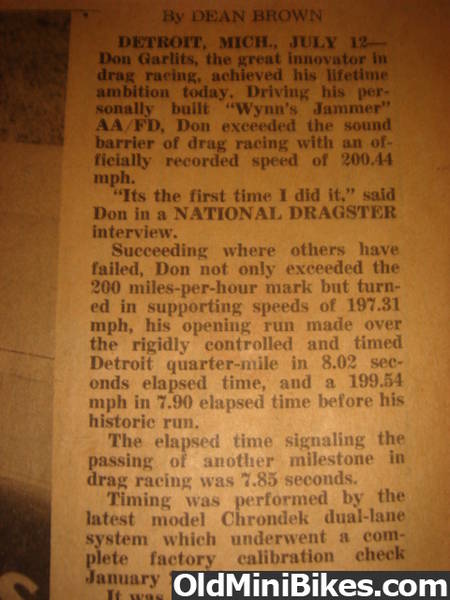 By DEAN BROWN
DETROIT, MICH., JULY 12—
Don Garlits, the great innovator in
drag racing, achieved his lifetime
ambition today. Driving his per-
sonally built "Wynn's Jammer"
AA/FD, Don exceeded the sound
barrier of drag racing with an of-
ficially recorded speed of 200.44
mph.
"Its the first time I did it," said
Don in a NATIONAL DRAGSTER
interview.
Succeeding where others have
failed, Don not only exceeded the
200 miles-per-hour mark but turn-
ed in supporting speeds of 197.31
mph, his opening run made over
the rigidly controlled and timed
Detroit quarter-mile in 8.02 sec-
onds elapsed time, and a 199.54
mph in 7.90 elapsed time before his
historic run.
The elapsed time signaling the
passing of another milestone in
drag racing was 7.85 seconds.
Timing was performed by the
latest model Chrondek dual-lane
system which underwent a com-
plete factory calibration check
January
It was
OldMiniBikes.com